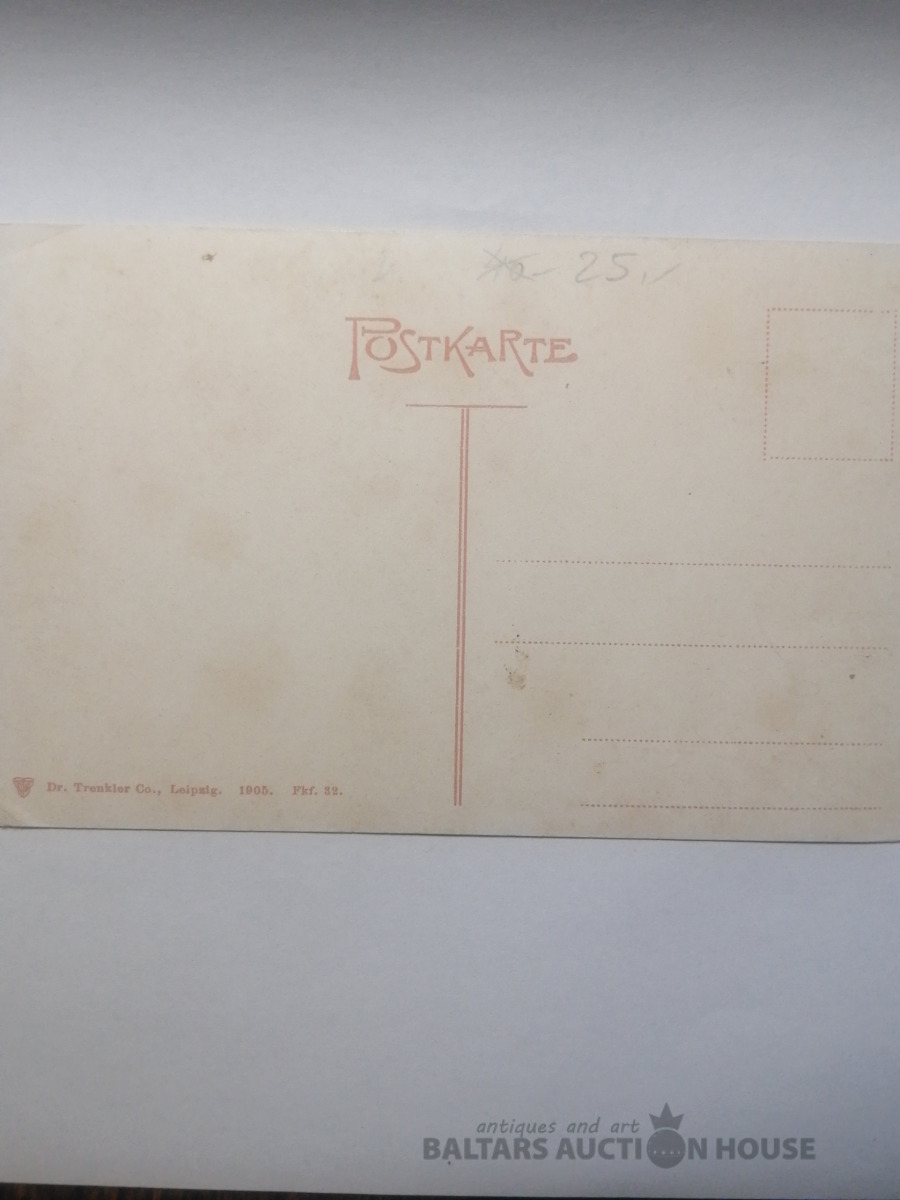 25.-
POSTKARTE
Dr. Trenkler Co., Leipzig. 1905. Fkf. 32.
antiques and art
BALTARS AUCTION HOUSE